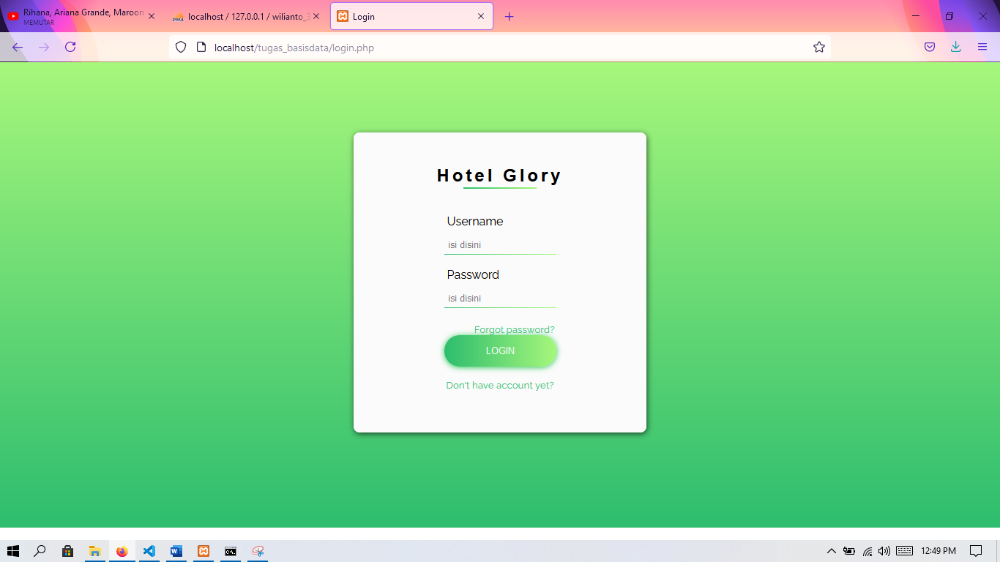 Rihana, Ariana Grande, Maroon
MEMUTAR
localhost / 127.0.0.1 / wilianto_3
Login
localhost/tugas_basisdata/login.php
Hotel Glory
Username
isi disini
Password
isi disini
Forgot password?
LOGIN
Don't have account yet?
12:49 PM